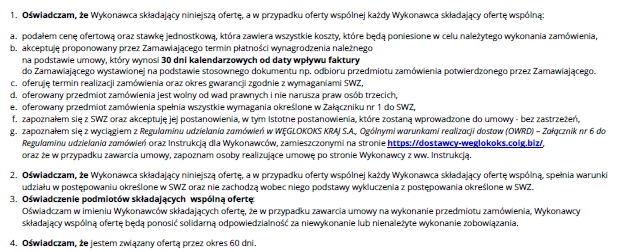 1. Oświadczam, że Wykonawca składający niniejszą ofertę, a w przypadku oferty wspólnej każdy Wykonawca składający ofertę wspólną:
a. podałem cenę ofertową oraz stawkę jednostkową, która zawiera wszystkie koszty, które będą poniesione w celu należytego wykonania zamówienia,
b. akceptuję proponowany przez Zamawiającego termin płatności wynagrodzenia należnego
na podstawie umowy, który wynosi 30 dni kalendarzowych od daty wpływu faktury
do Zamawiającego wystawionej na podstawie stosownego dokumentu np. odbioru przedmiotu zamówienia potwierdzonego przez Zamawiającego.
c. oferuję termin realizacji zamówienia oraz okres gwarancji zgodnie z wymaganiami SWZ,
d. oferowany przedmiot zamówienia jest wolny od wad prawnych i nie narusza praw osób trzecich,
e. oferowany przedmiot zamówienia spełnia wszystkie wymagania określone w Załączniku nr 1 do SWZ,
f. zapoznałem się z SWZ oraz akceptuję jej postanowienia, w tym Istotne postanowienia, które zostaną wprowadzone do umowy - bez zastrzeżeń,
g. zapoznałem się z wyciągiem z Regulaminu udzielania zamówień w WĘGLOKOKS KRAJ S.A., Ogólnymi warunkami realizacji dostaw (OWRD) – Załącznik nr 6 do
Regulaminu udzielania zamówień oraz Instrukcją dla Wykonawców, zamieszczonymi na stronie https://dostawcy-weglokoks.coig.biz/,
oraz że w przypadku zawarcia umowy, zapoznam osoby realizujące umowę po stronie Wykonawcy z ww. Instrukcją.
2. Oświadczam, że Wykonawca składający niniejszą ofertę, a w przypadku oferty wspólnej każdy Wykonawca składający ofertę wspólną, spełnia warunki
udziału w postępowaniu określone w SWZ oraz nie zachodzą wobec niego podstawy wykluczenia z postępowania określone w SWZ.
3. Oświadczenie podmiotów składających wspólną ofertę:
Oświadczam w imieniu Wykonawców składających ofertę, że w przypadku zawarcia umowy na wykonanie przedmiotu zamówienia, Wykonawcy
składający wspólną ofertę będą ponosić solidarną odpowiedzialność za niewykonanie lub nienależyte wykonanie zobowiązania.
4. Oświadczam, że jestem związany ofertą przez okres 60 dni.